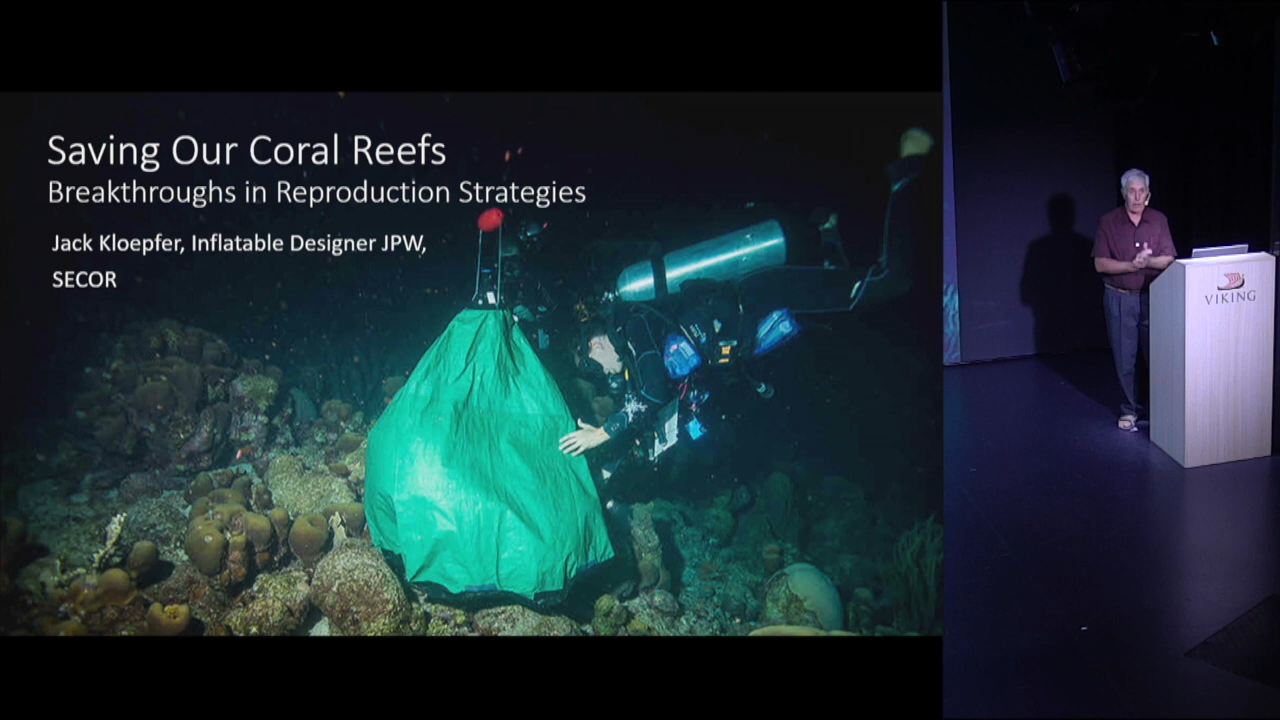 Saving Our Coral Reefs
Breakthroughs in Reproduction Strategies
Jack Kloepfer, Inflatable Designer JPW,
SECOR
VIKING